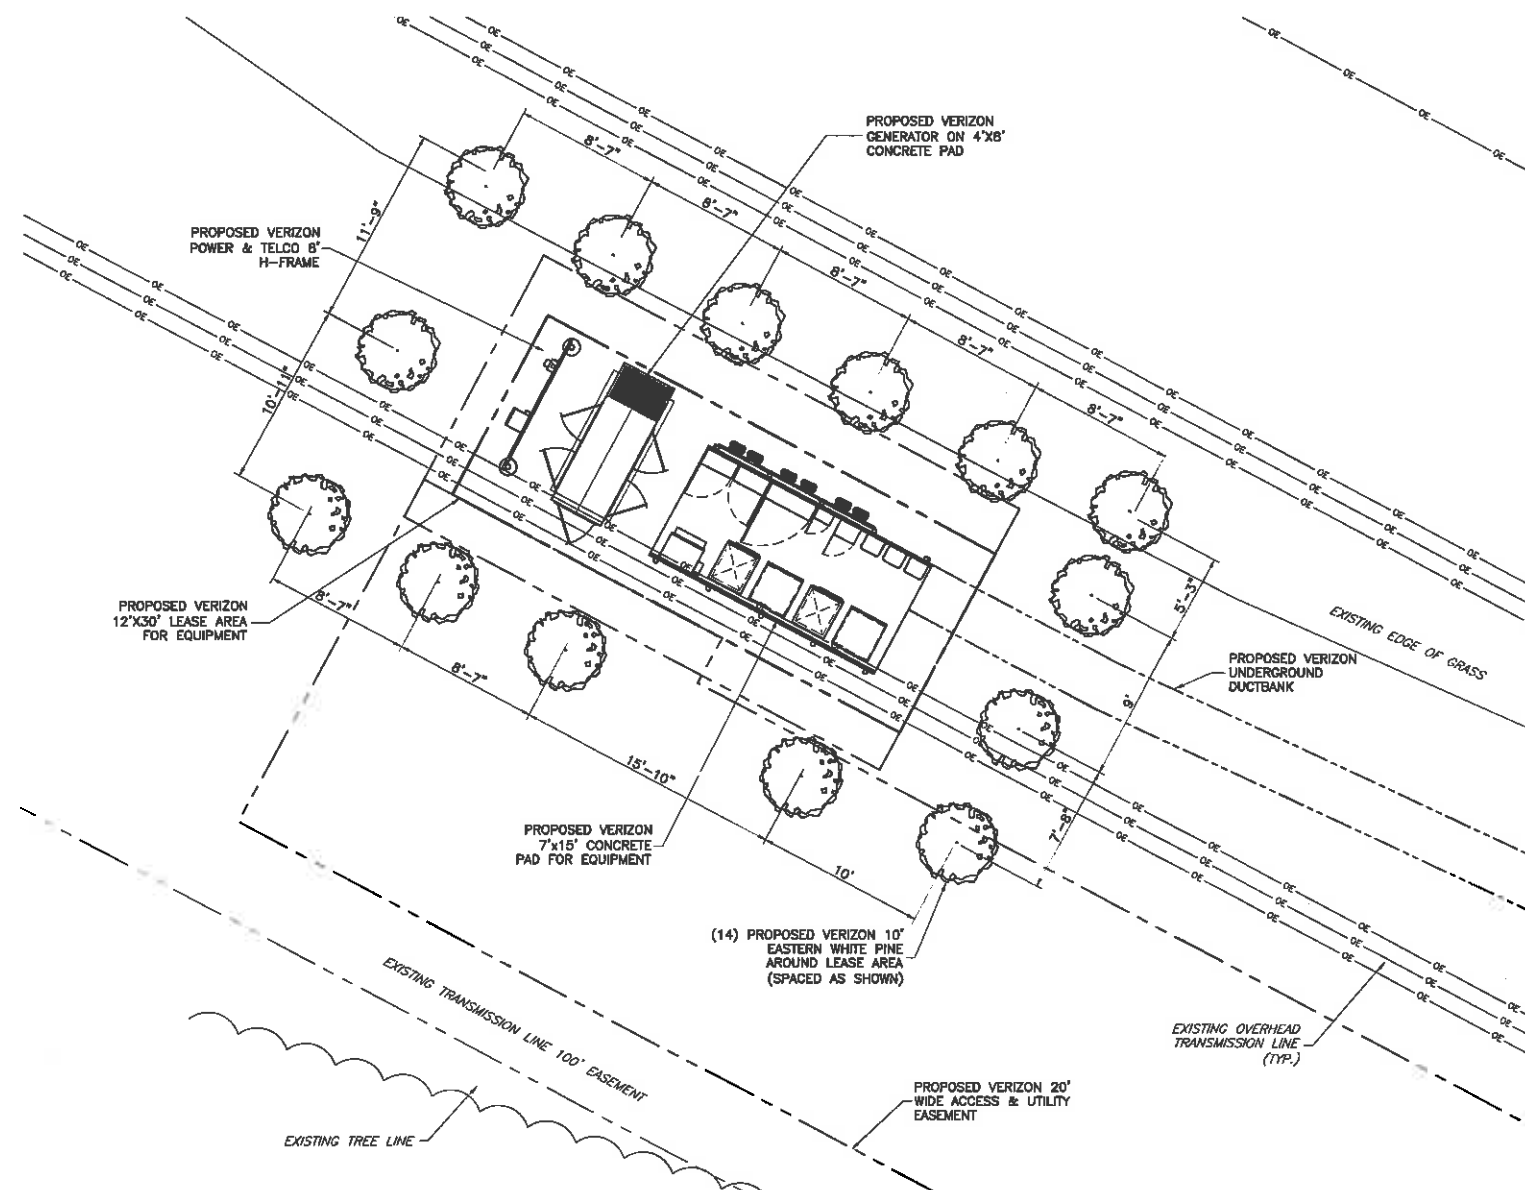 PROPOSED VERIZON
GENERATOR ON 4'X8'
CONCRETE PAD
8'-7"
8'-7"
8'-7"
8'-7"
8'-7"
11'-9"
10'-11"
PROPOSED VERIZON
POWER & TELCO 8'
H-FRAME
PROPOSED VERIZON
12'X30' LEASE AREA
FOR EQUIPMENT
8'-7"
8'-7"
15'-10"
10'
5'-3"
9'
7'-8"
EXISTING EDGE OF GRASS
PROPOSED VERIZON
UNDERGROUND
DUCTBANK
PROPOSED VERIZON
7'x15' CONCRETE
PAD FOR EQUIPMENT
(14) PROPOSED VERIZON 10'
EASTERN WHITE PINE
AROUND LEASE AREA
(SPACED AS SHOWN)
EXISTING OVERHEAD
TRANSMISSION LINE
(TYP.)
EXISTING TRANSMISSION LINE 100' EASEMENT
PROPOSED VERIZON 20'
WIDE ACCESS & UTILITY
EASEMENT
EXISTING TREE LINE
OE